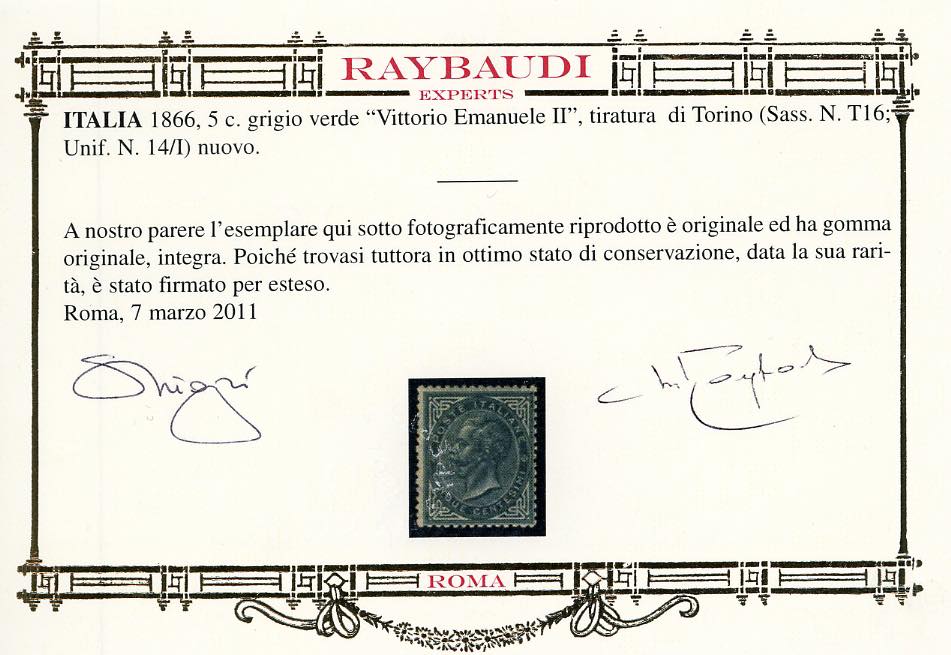 RAYBAUDI
EXPERTS
ITALIA 1866, 5 c. grigio verde “Vittorio Emanuele II”, tiratura di Torino (Sass. N. T16;
Unif. N. 14/I) nuovo.
A nostro parere l’esemplare qui sotto fotograficamente riprodotto è originale ed ha gomma
originale, integra. Poiché trovasi tuttora in ottimo stato di conservazione, data la sua rari-
tà, è stato firmato per esteso.
Roma, 7 marzo 2011
POSTE ITALIANE
CENTESIMI
ROMA